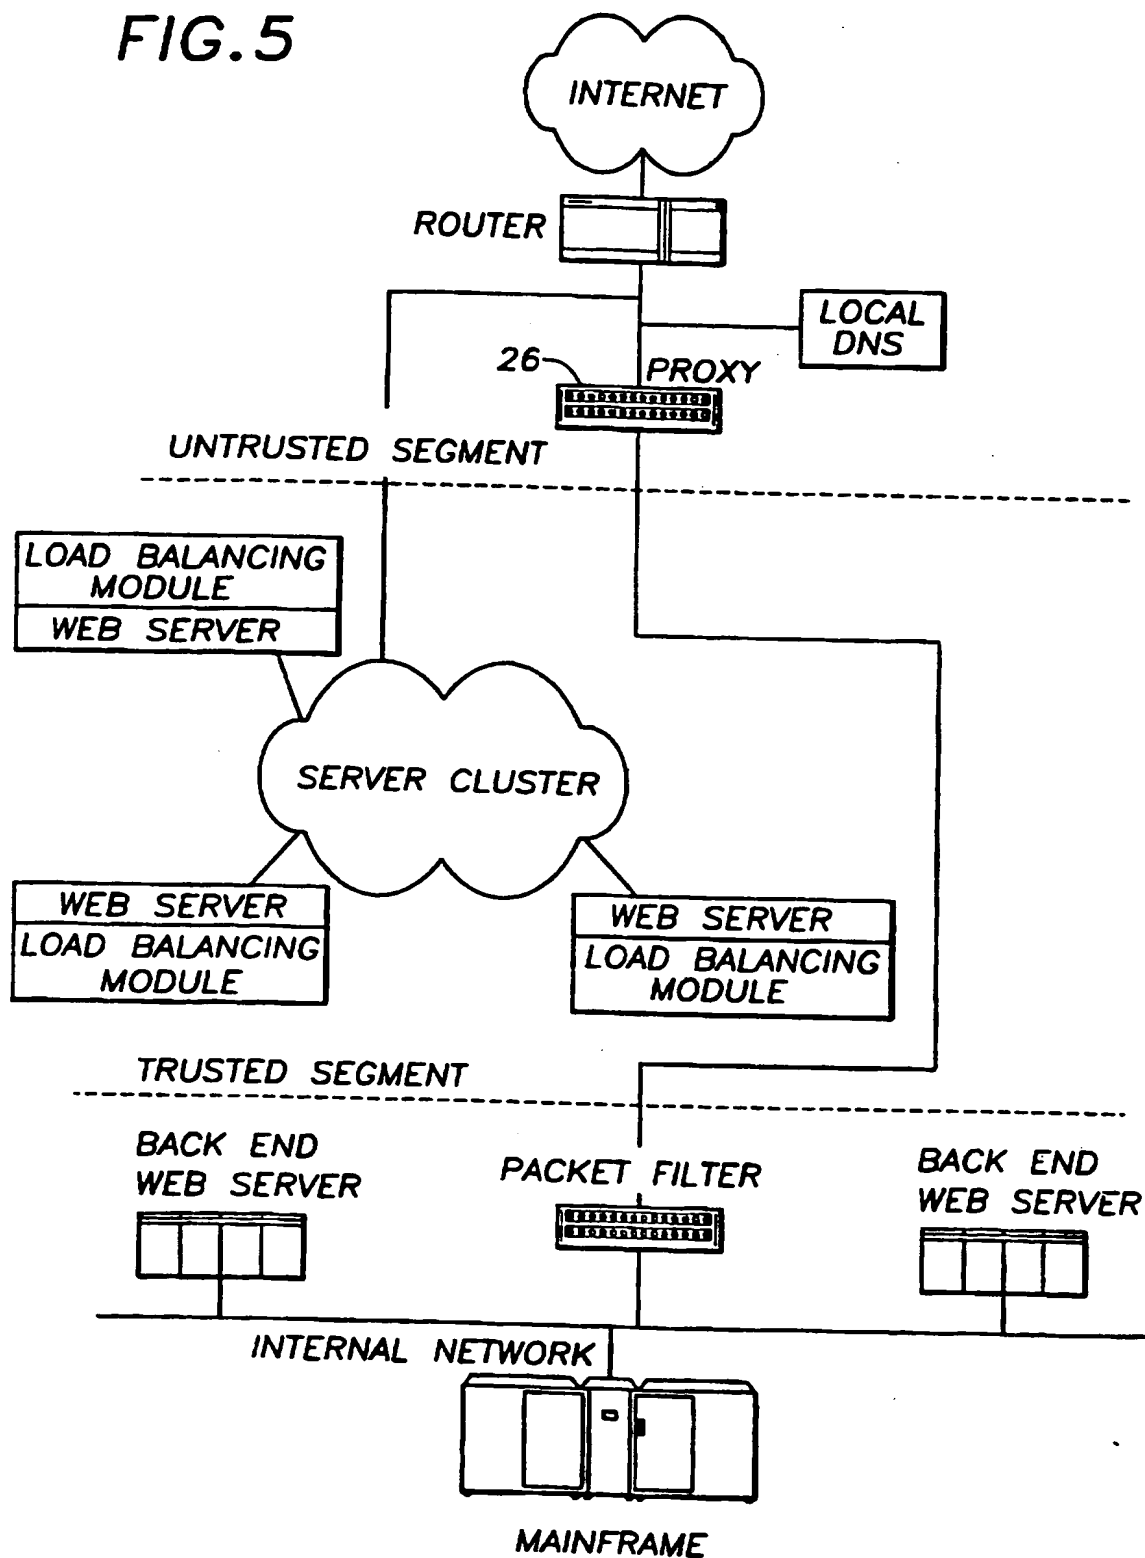 FIG.5
INTERNET
ROUTER
LOCAL
DNS
26
PROXY
UNTRUSTED SEGMENT
LOAD BALANCING
MODULE
WEB SERVER
SERVER CLUSTER
WEB SERVER
LOAD BALANCING
MODULE
WEB SERVER
LOAD BALANCING
MODULE
TRUSTED SEGMENT
BACK END
WEB SERVER
PACKET FILTER
BACK END
WEB SERVER
INTERNAL NETWORK
MAINFRAME